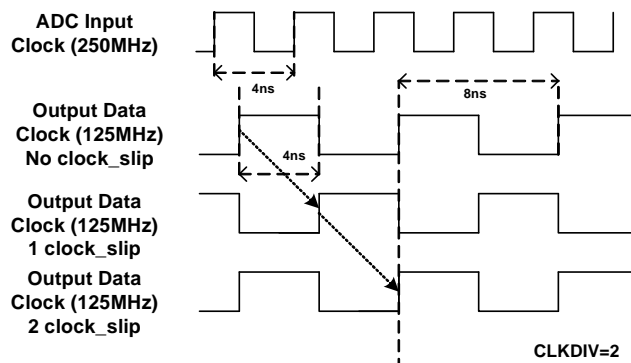 ADC Input
Clock (250MHz)
4ns
8ns
Output Data
Clock (125MHz)
No clock_slip
4ns
Output Data
Clock (125MHz)
1 clock_slip
Output Data
Clock (125MHz)
2 clock_slip
CLKDIV=2